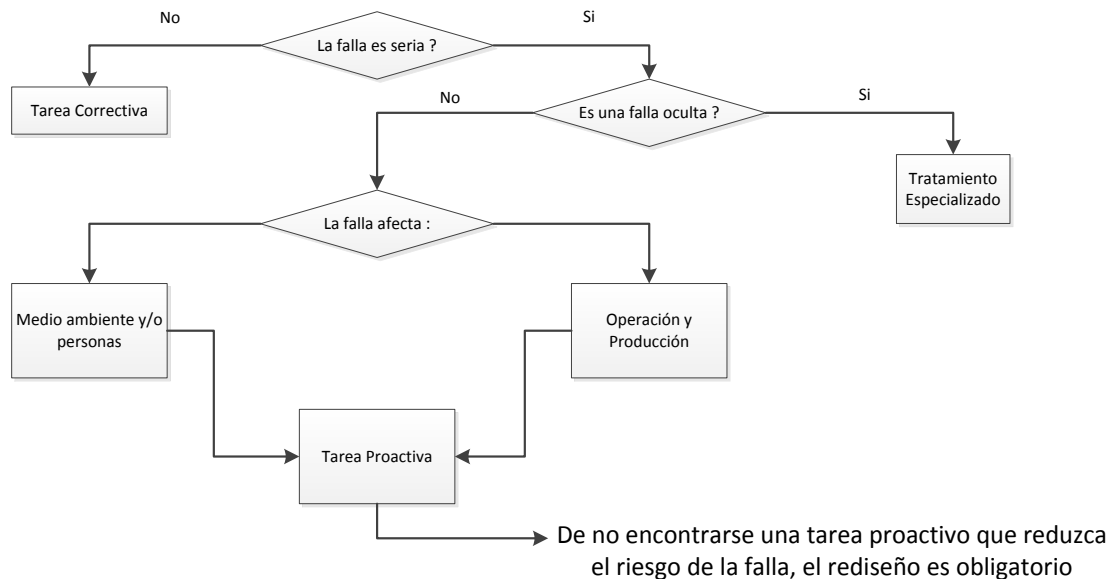 No
Si
La falla es seria ?
Tarea Correctiva
No
Es una falla oculta ?
Si
Tratamiento
Especializado
La falla afecta :
Medio ambiente y/o
personas
Operación y
Producción
Tarea Proactiva
De no encontrarse una tarea proactivo que reduzca
el riesgo de la falla, el rediseño es obligatorio